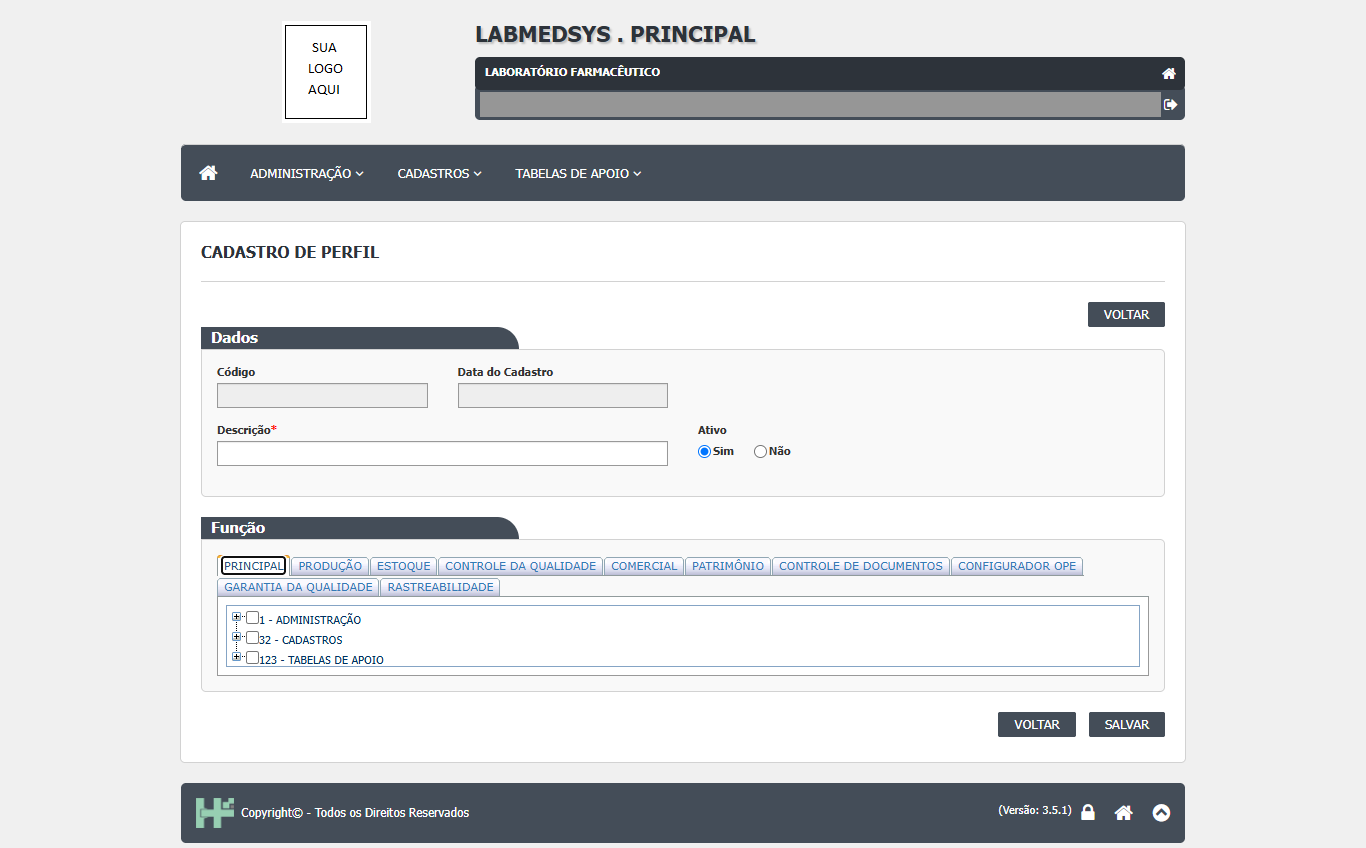 SUA
LOGO
AQUI
LABMEDSYS . PRINCIPAL
LABORATÓRIO FARMACÊUTICO
ADMINISTRAÇÃO CADASTROS TABELAS DE APOIO
CADASTRO DE PERFIL
VOLTAR
Dados
Código Data do Cadastro
Descrição* Ativo
Sim Não
Função
PRINCIPAL PRODUÇÃO ESTOQUE CONTROLE DA QUALIDADE COMERCIAL PATRIMÔNIO CONTROLE DE DOCUMENTOS CONFIGURADOR OPE
GARANTIA DA QUALIDADE RASTREABILIDADE
1 - ADMINISTRAÇÃO
32 - CADASTROS
123 - TABELAS DE APOIO
VOLTAR SALVAR
Copyright© - Todos os Direitos Reservados (Versão: 3.5.1)